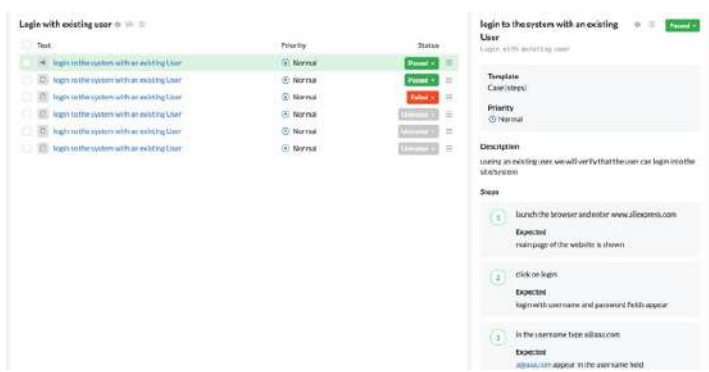 Login with existing user
Test Priority Status
login to the system with an existing User Normal Passed
login to the system with an existing User Normal Passed
login to the system with an existing User Normal Failed
login to the system with an existing User Normal Untested
login to the system with an existing User Normal Untested
login to the system with an existing User Normal Untested
login to the system with an existing User
Passed
Login with existing user
Template
Case (steps)
Priority
Normal
Description
useing an existing user, we will verify that the user can login into the
site/system
Steps
1 launch the browser and enter www.aliexpress.com
Expected
main page of the website is shown
2 click on login
Expected
login with username and password fields appear
3 in the username type
Expected
appear in the username field